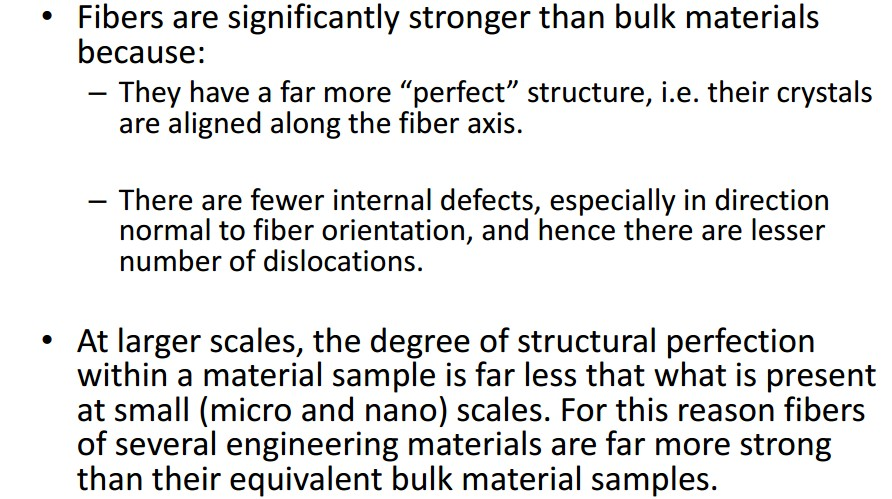 • Fibers are significantly stronger than bulk materials
because:
– They have a far more “perfect” structure, i.e. their crystals
are aligned along the fiber axis.
– There are fewer internal defects, especially in direction
normal to fiber orientation, and hence there are lesser
number of dislocations.
• At larger scales, the degree of structural perfection
within a material sample is far less that what is present
at small (micro and nano) scales. For this reason fibers
of several engineering materials are far more strong
than their equivalent bulk material samples.